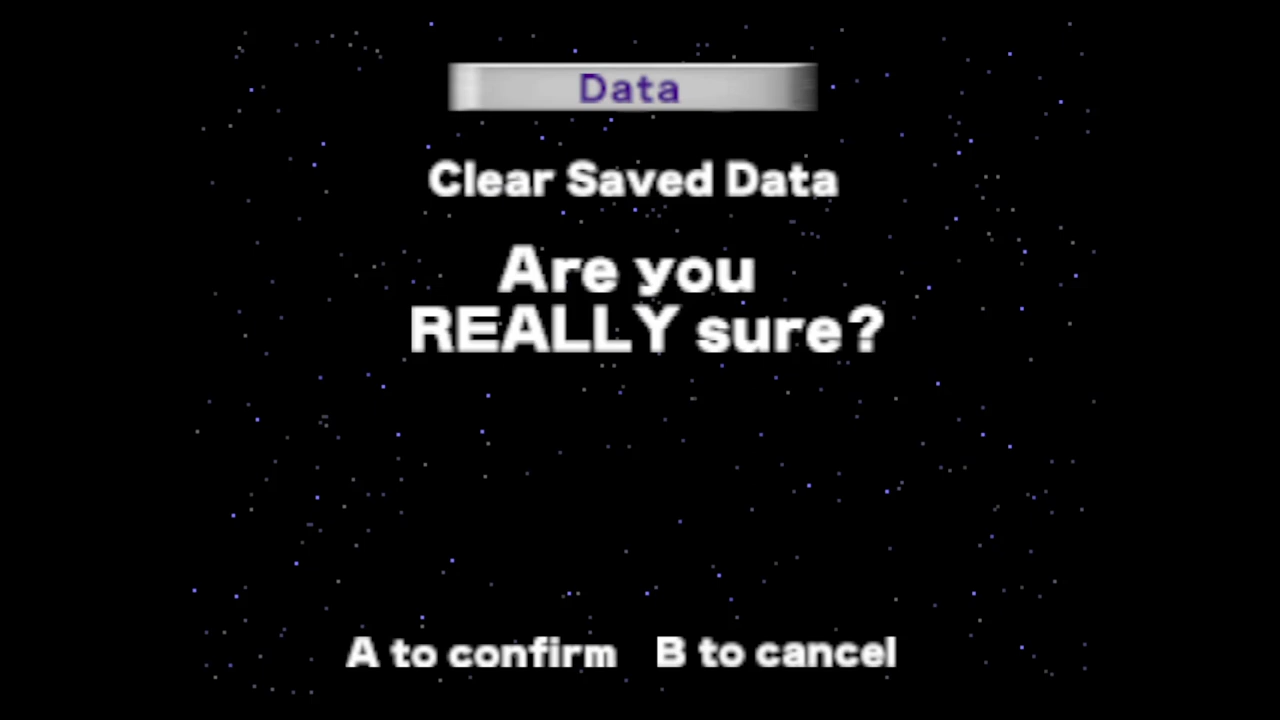 Data
Clear Saved Data
Are you
REALLY sure?
A to confirm B to cancel